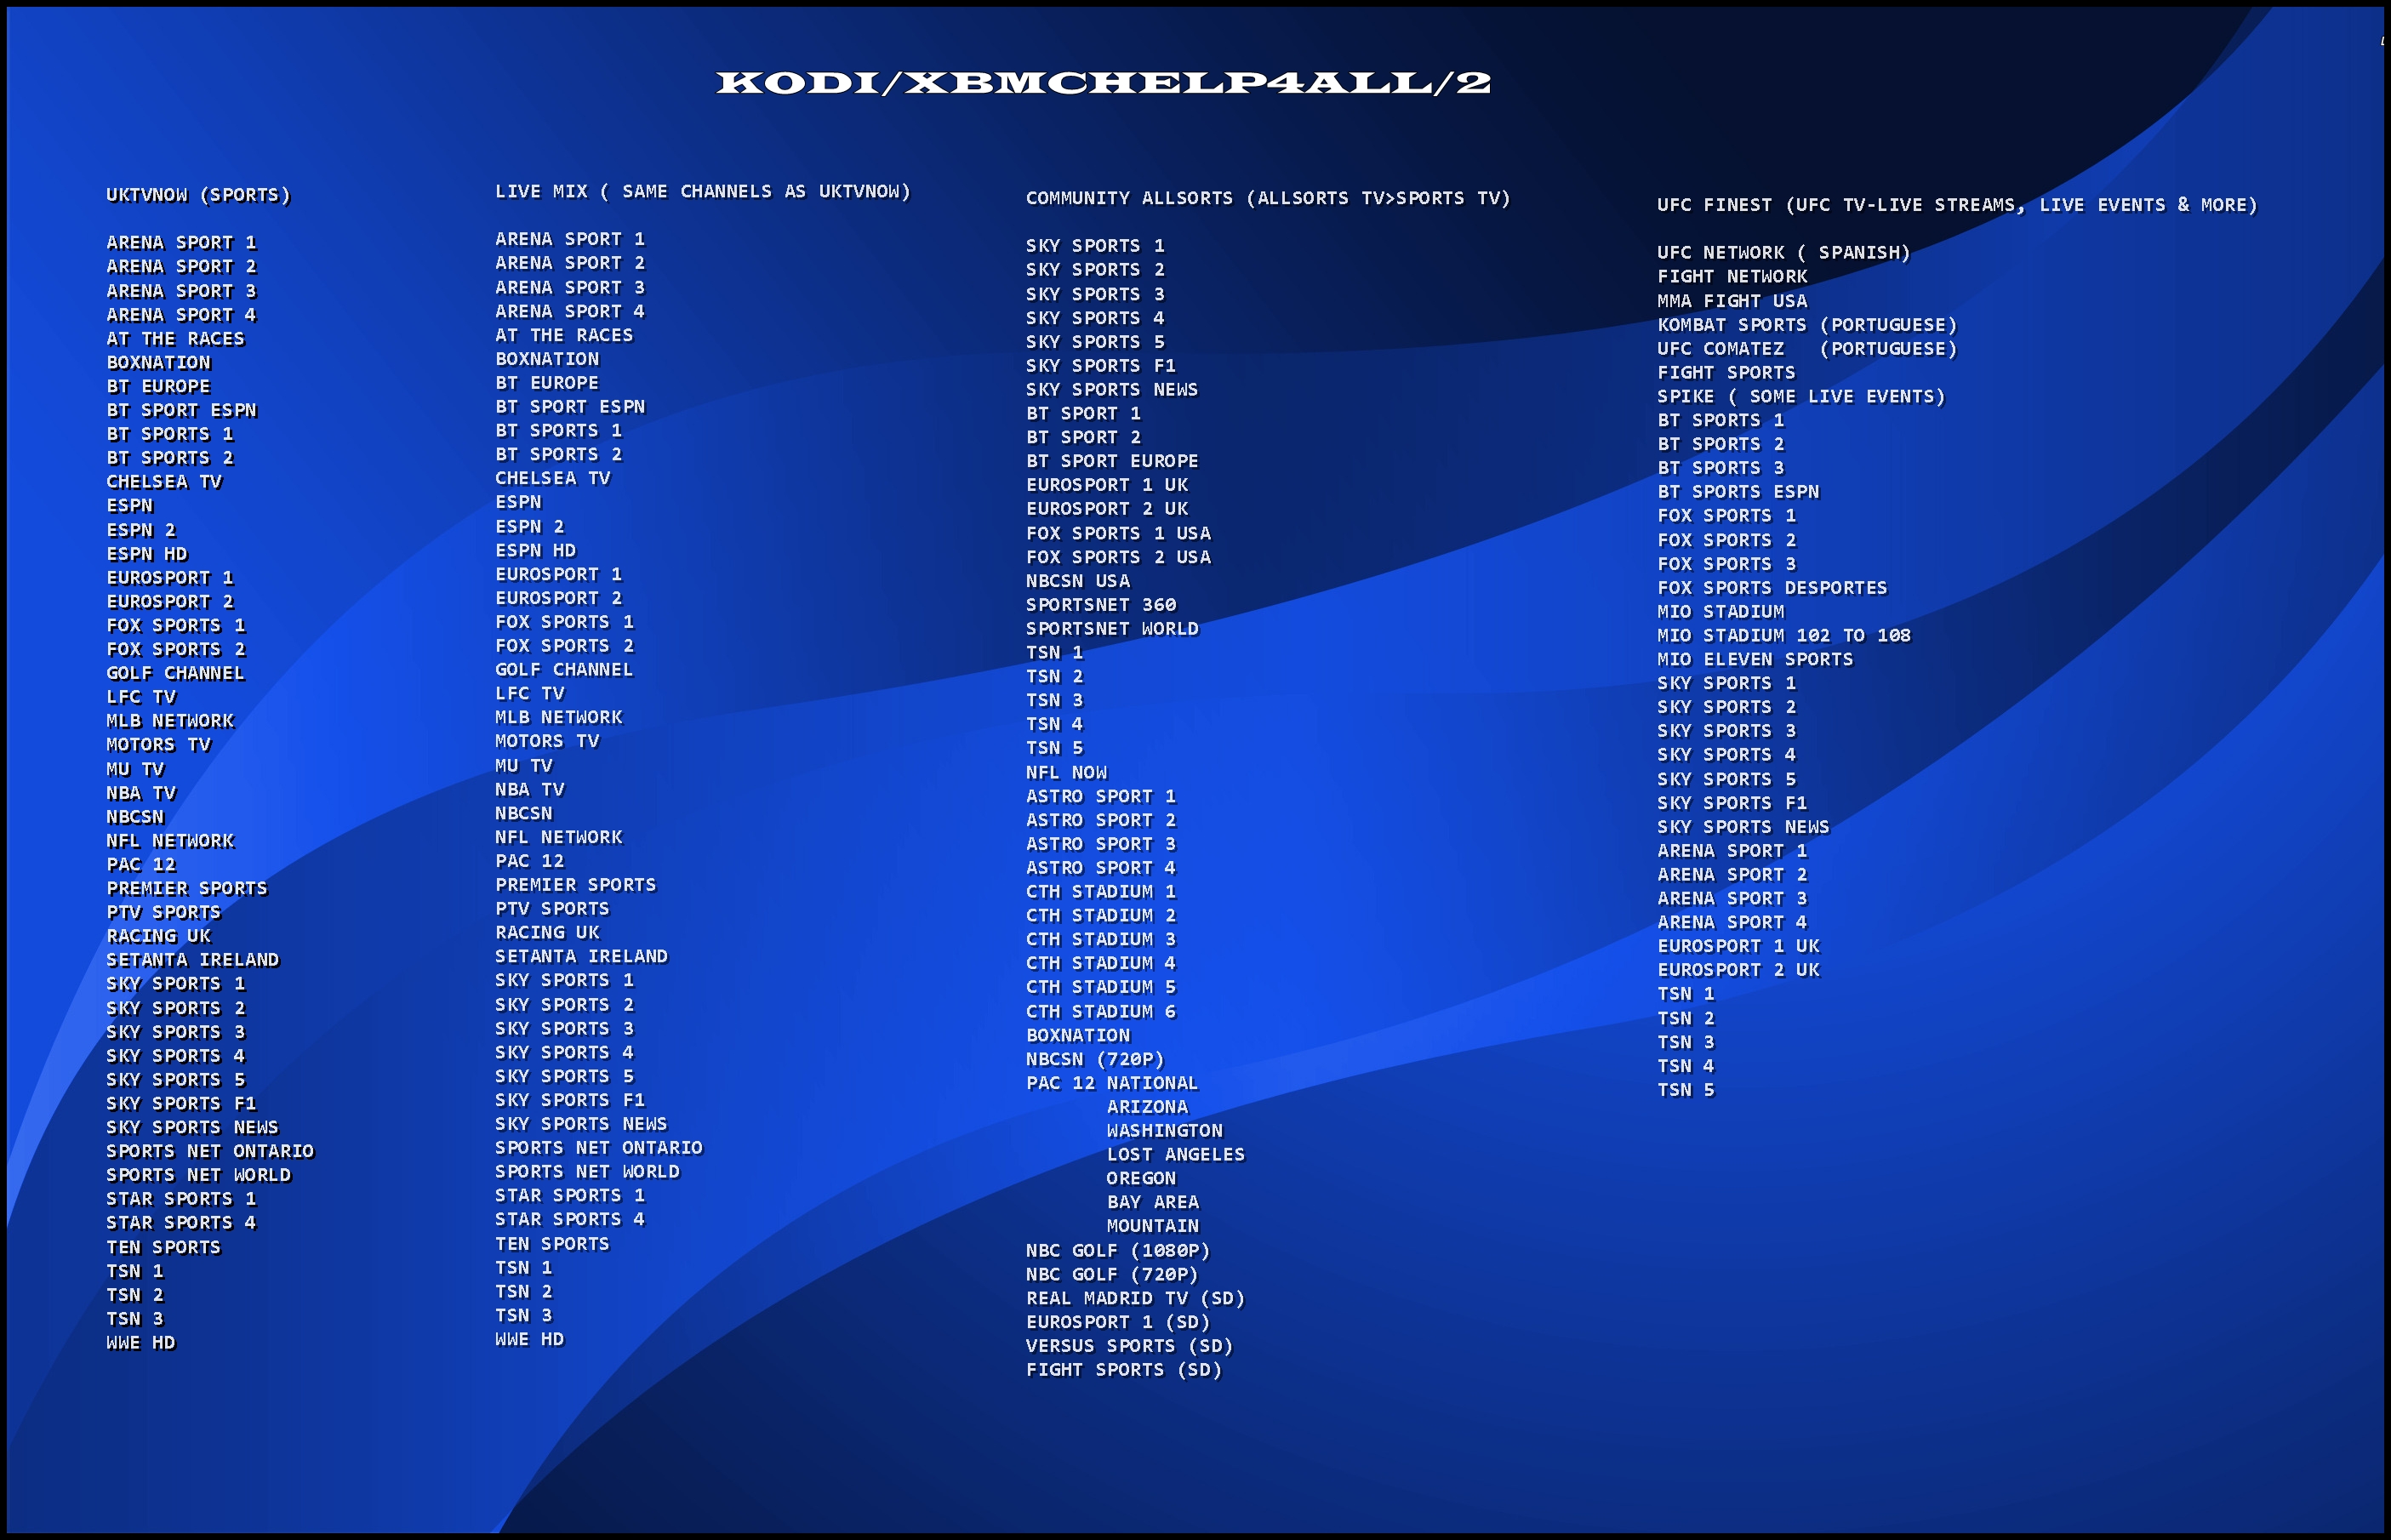 KODI/XBMCHELP4ALL/2
UKTVNOW (SPORTS)
ARENA SPORT 1
ARENA SPORT 2
ARENA SPORT 3
ARENA SPORT 4
AT THE RACES
BOXNATION
BT EUROPE
BT SPORT ESPN
BT SPORTS 1
BT SPORTS 2
CHELSEA TV
ESPN
ESPN 2
ESPN HD
EUROSPORT 1
EUROSPORT 2
FOX SPORTS 1
FOX SPORTS 2
GOLF CHANNEL
LFC TV
MLB NETWORK
MOTORS TV
MU TV
NBA TV
NBCSN
NFL NETWORK
PAC 12
PREMIER SPORTS
PTV SPORTS
RACING UK
SETANTA IRELAND
SKY SPORTS 1
SKY SPORTS 2
SKY SPORTS 3
SKY SPORTS 4
SKY SPORTS 5
SKY SPORTS F1
SKY SPORTS NEWS
SPORTS NET ONTARIO
SPORTS NET WORLD
STAR SPORTS 1
STAR SPORTS 4
TEN SPORTS
TSN 1
TSN 2
TSN 3
WWE HD
LIVE MIX ( SAME CHANNELS AS UKTVNOW)
ARENA SPORT 1
ARENA SPORT 2
ARENA SPORT 3
ARENA SPORT 4
AT THE RACES
BOXNATION
BT EUROPE
BT SPORT ESPN
BT SPORTS 1
BT SPORTS 2
CHELSEA TV
ESPN
ESPN 2
ESPN HD
EUROSPORT 1
EUROSPORT 2
FOX SPORTS 1
FOX SPORTS 2
GOLF CHANNEL
LFC TV
MLB NETWORK
MOTORS TV
MU TV
NBA TV
NBCSN
NFL NETWORK
PAC 12
PREMIER SPORTS
PTV SPORTS
RACING UK
SETANTA IRELAND
SKY SPORTS 1
SKY SPORTS 2
SKY SPORTS 3
SKY SPORTS 4
SKY SPORTS 5
SKY SPORTS F1
SKY SPORTS NEWS
SPORTS NET ONTARIO
SPORTS NET WORLD
STAR SPORTS 1
STAR SPORTS 4
TEN SPORTS
TSN 1
TSN 2
TSN 3
WWE HD
COMMUNITY ALLSORTS (ALLSORTS TV>SPORTS TV)
SKY SPORTS 1
SKY SPORTS 2
SKY SPORTS 3
SKY SPORTS 4
SKY SPORTS 5
SKY SPORTS F1
SKY SPORTS NEWS
BT SPORT 1
BT SPORT 2
BT SPORT EUROPE
EUROSPORT 1 UK
EUROSPORT 2 UK
FOX SPORTS 1 USA
FOX SPORTS 2 USA
NBCSN USA
SPORTSNET 360
SPORTSNET WORLD
TSN 1
TSN 2
TSN 3
TSN 4
TSN 5
NFL NOW
ASTRO SPORT 1
ASTRO SPORT 2
ASTRO SPORT 3
ASTRO SPORT 4
CTH STADIUM 1
CTH STADIUM 2
CTH STADIUM 3
CTH STADIUM 4
CTH STADIUM 5
CTH STADIUM 6
BOXNATION
NBCSN (720P)
PAC 12 NATIONAL
ARIZONA
WASHINGTON
LOST ANGELES
OREGON
BAY AREA
MOUNTAIN
NBC GOLF (1080P)
NBC GOLF (720P)
REAL MADRID TV (SD)
EUROSPORT 1 (SD)
VERSUS SPORTS (SD)
FIGHT SPORTS (SD)
UFC FINEST (UFC TV-LIVE STREAMS, LIVE EVENTS & MORE)
UFC NETWORK ( SPANISH)
FIGHT NETWORK
MMA FIGHT USA
KOMBAT SPORTS (PORTUGUESE)
UFC COMATEZ (PORTUGUESE)
FIGHT SPORTS
SPIKE ( SOME LIVE EVENTS)
BT SPORTS 1
BT SPORTS 2
BT SPORTS 3
BT SPORTS ESPN
FOX SPORTS 1
FOX SPORTS 2
FOX SPORTS 3
FOX SPORTS DESPORTES
MIO STADIUM
MIO STADIUM 102 TO 108
MIO ELEVEN SPORTS
SKY SPORTS 1
SKY SPORTS 2
SKY SPORTS 3
SKY SPORTS 4
SKY SPORTS 5
SKY SPORTS F1
SKY SPORTS NEWS
ARENA SPORT 1
ARENA SPORT 2
ARENA SPORT 3
ARENA SPORT 4
EUROSPORT 1 UK
EUROSPORT 2 UK
TSN 1
TSN 2
TSN 3
TSN 4
TSN 5